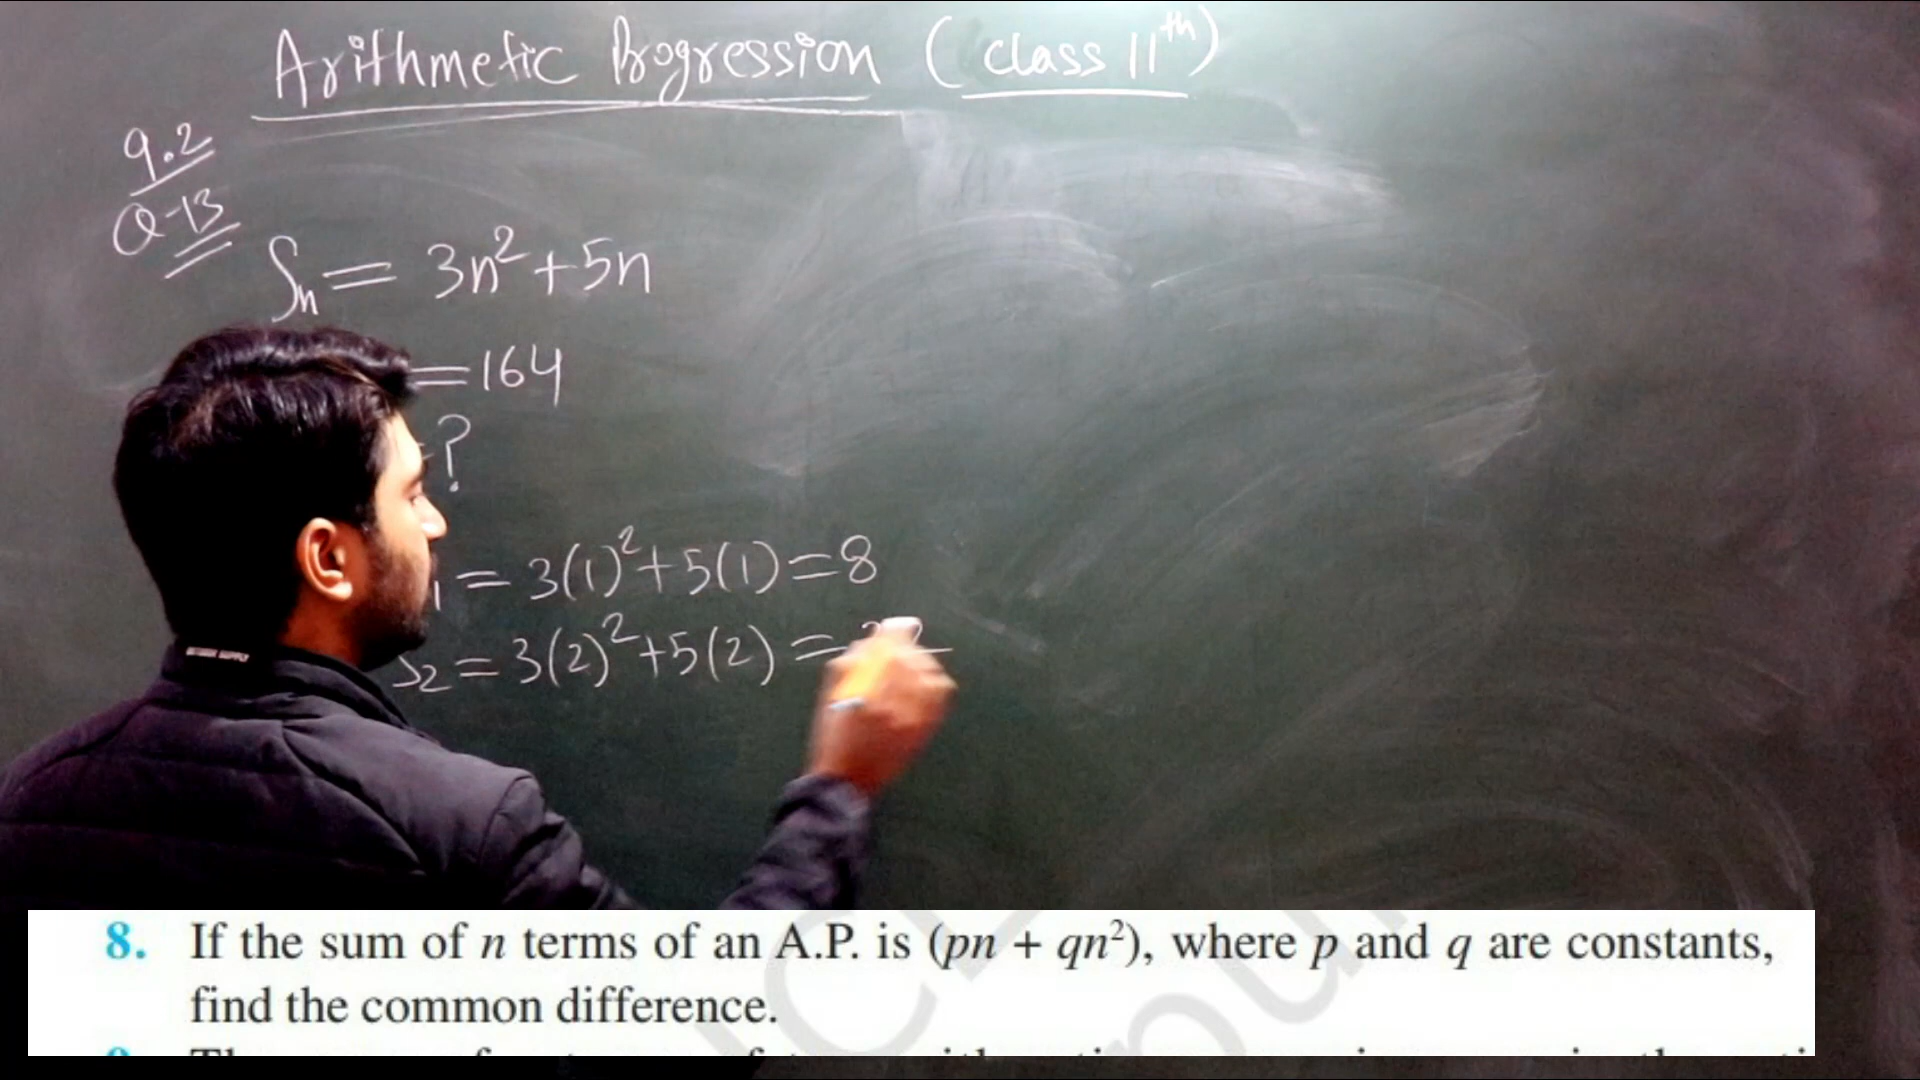 Arithmetic Progression (class 11th)
9.2
Q-13
Sn = 3n² + 5n
= 164
= ?
1 = 3(1)² + 5(1) = 8
S2 = 3(2)² + 5(2) =
8. If the sum of n terms of an A.P. is (pn + qn²), where p and q are constants,
find the common difference.